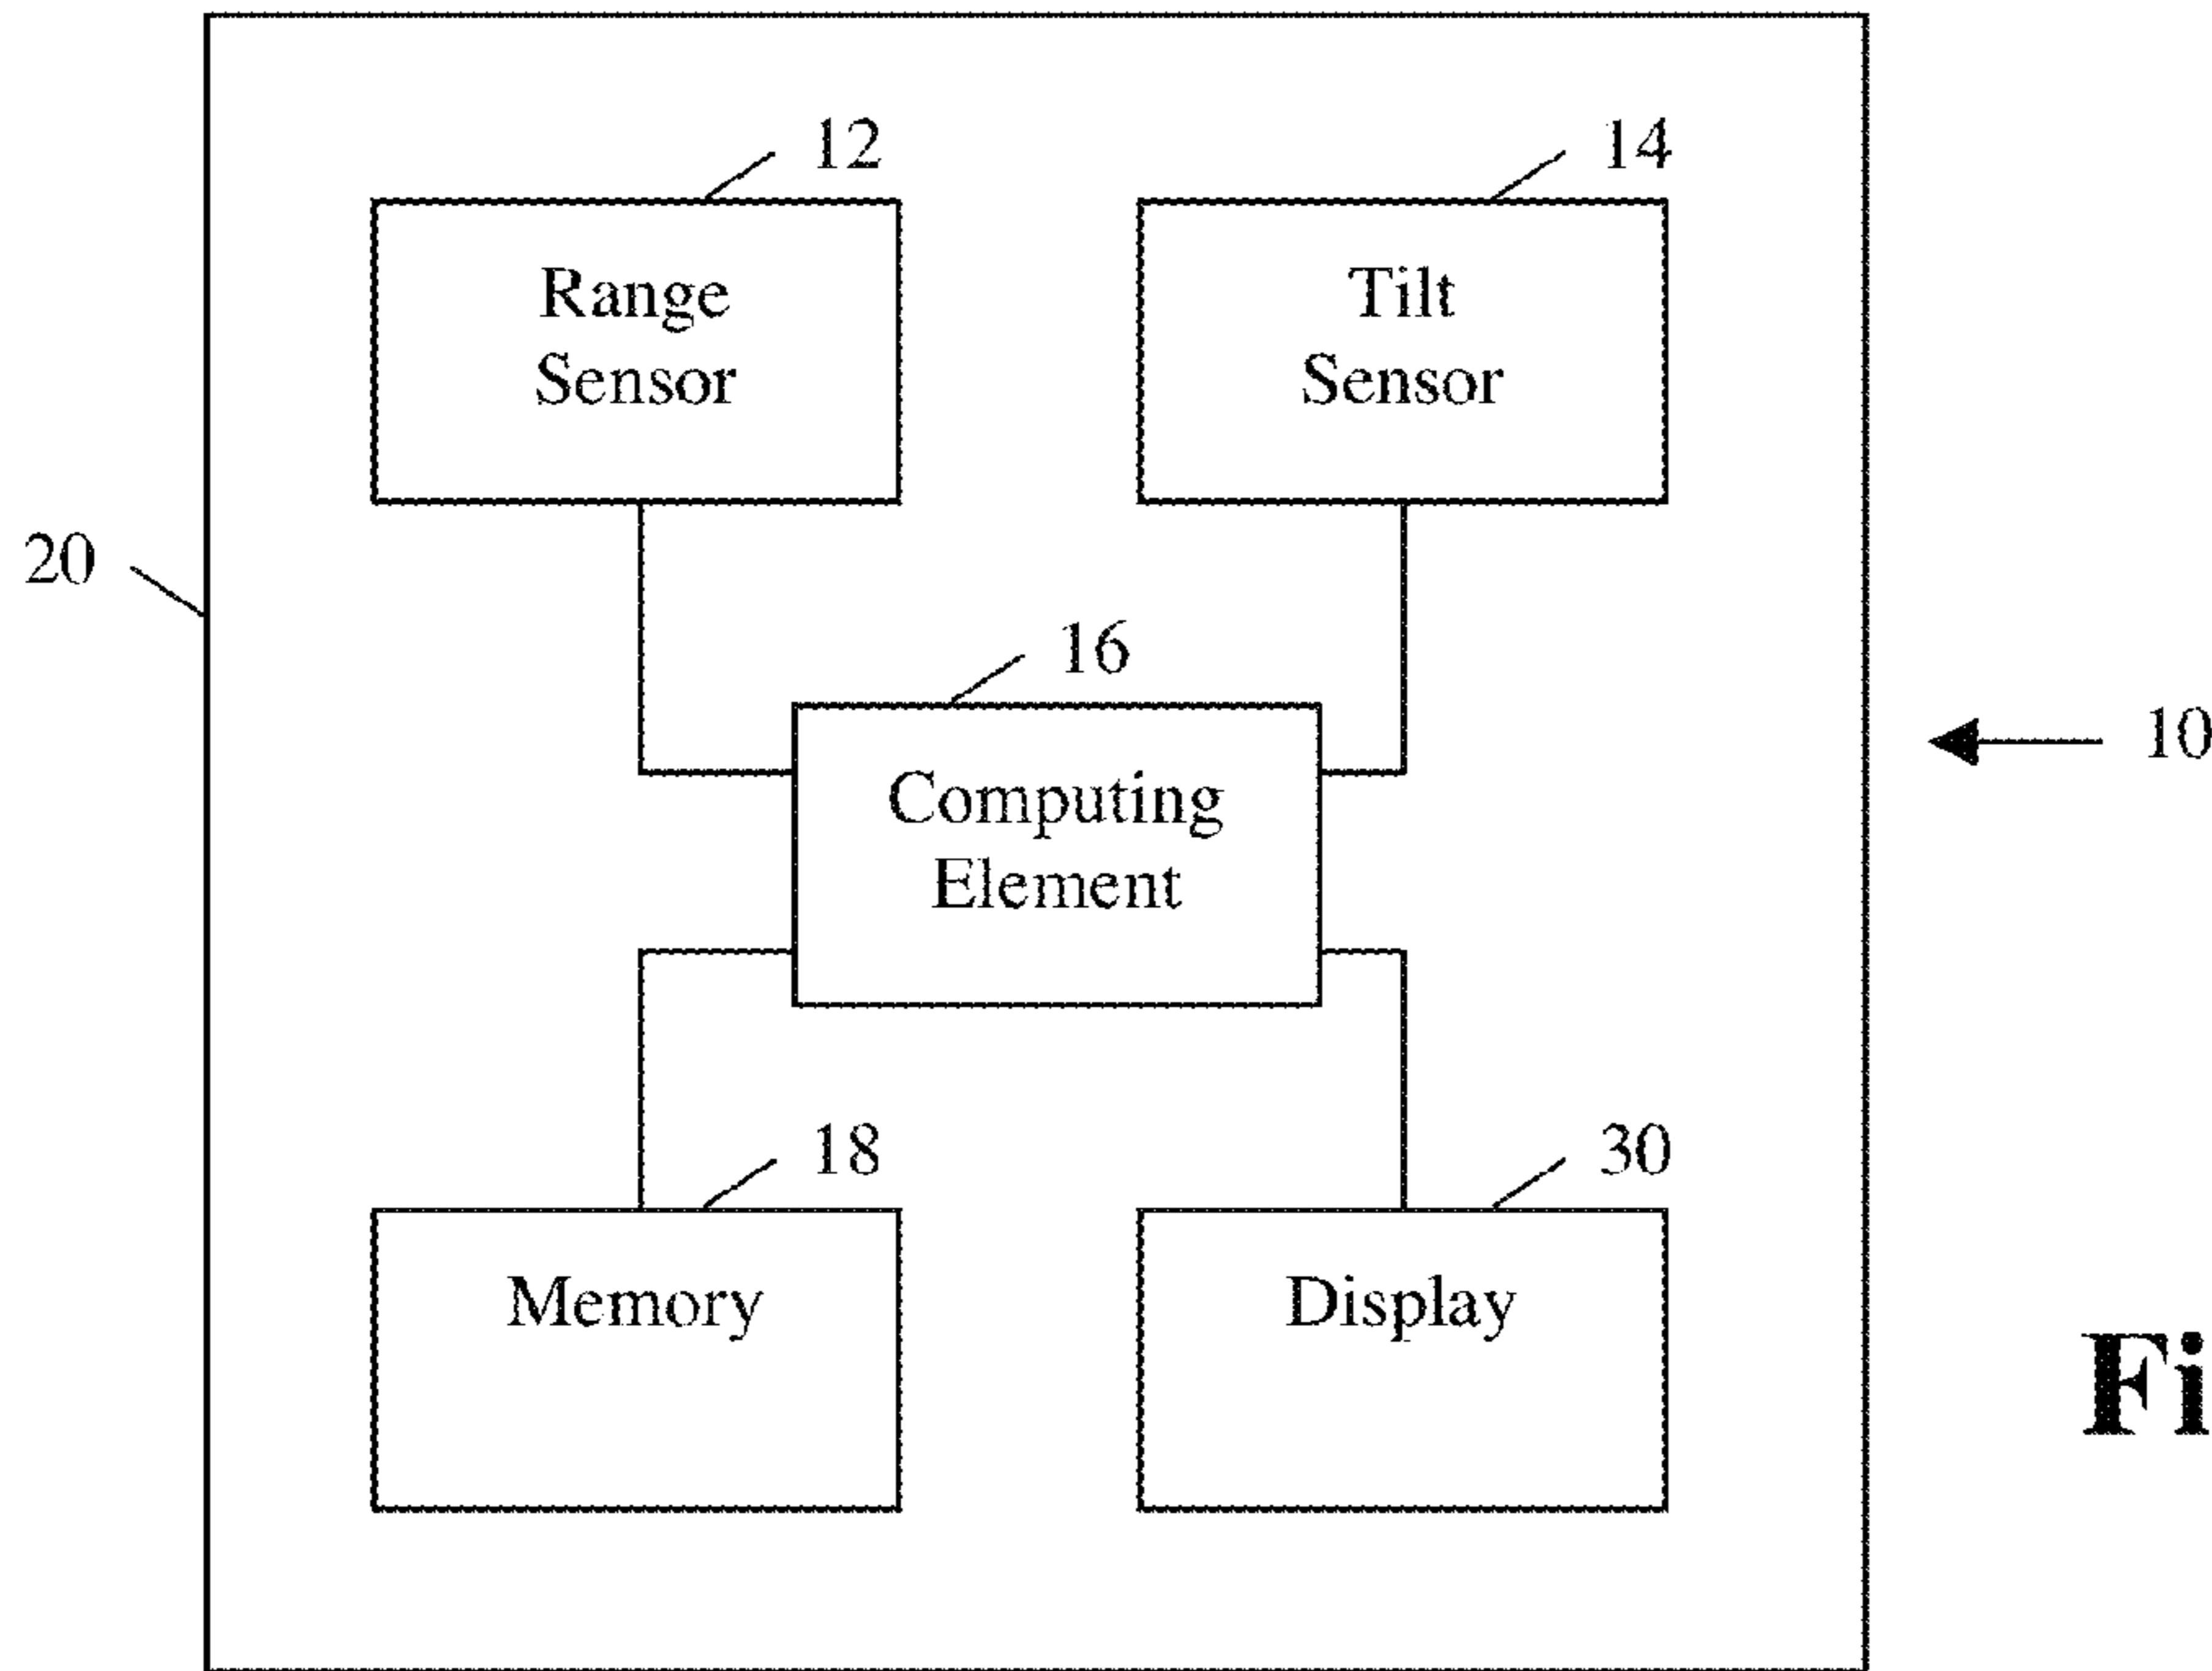 12
14
Range
Sensor
Tilt
Sensor
20
16
10
Computing
Element
18
30
Memory
Display
Fi